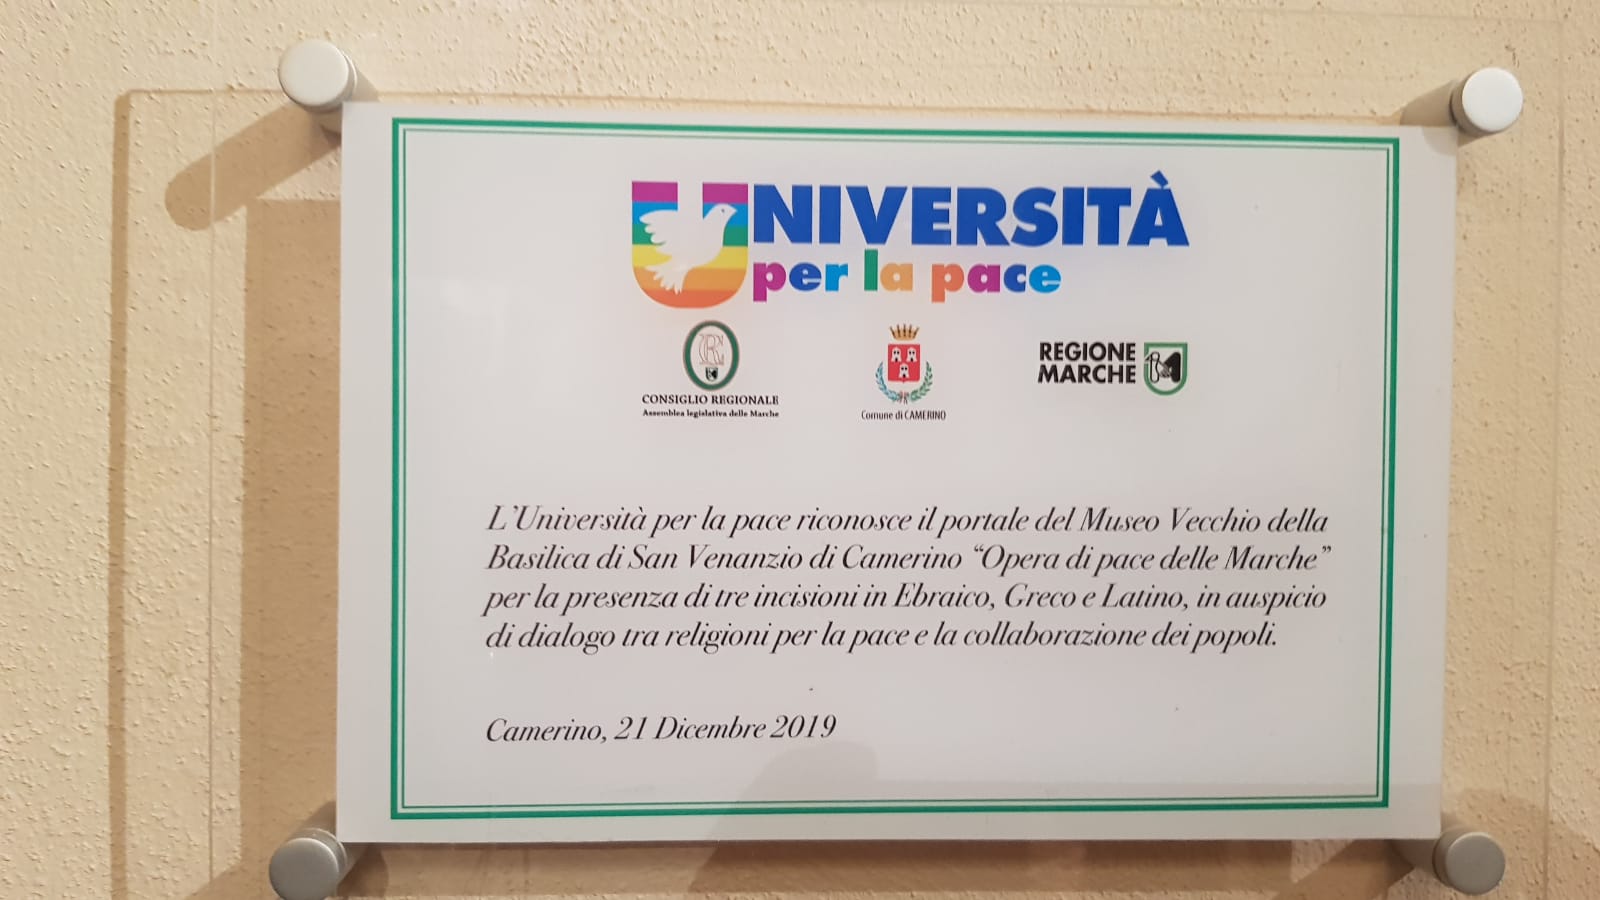 UNIVERSITÀ
per la pace
CONSIGLIO REGIONALE
Assemblea legislativa delle Marche
Comune di CAMERINO
REGIONE
MARCHE
L'Università per la pace riconosce il portale del Museo Vecchio della
Basilica di San Venanzio di Camerino “Opera di pace delle Marche”
per la presenza di tre incisioni in Ebraico, Greco e Latino, in auspicio
di dialogo tra religioni per la pace e la collaborazione dei popoli.
Camerino, 21 Dicembre 2019